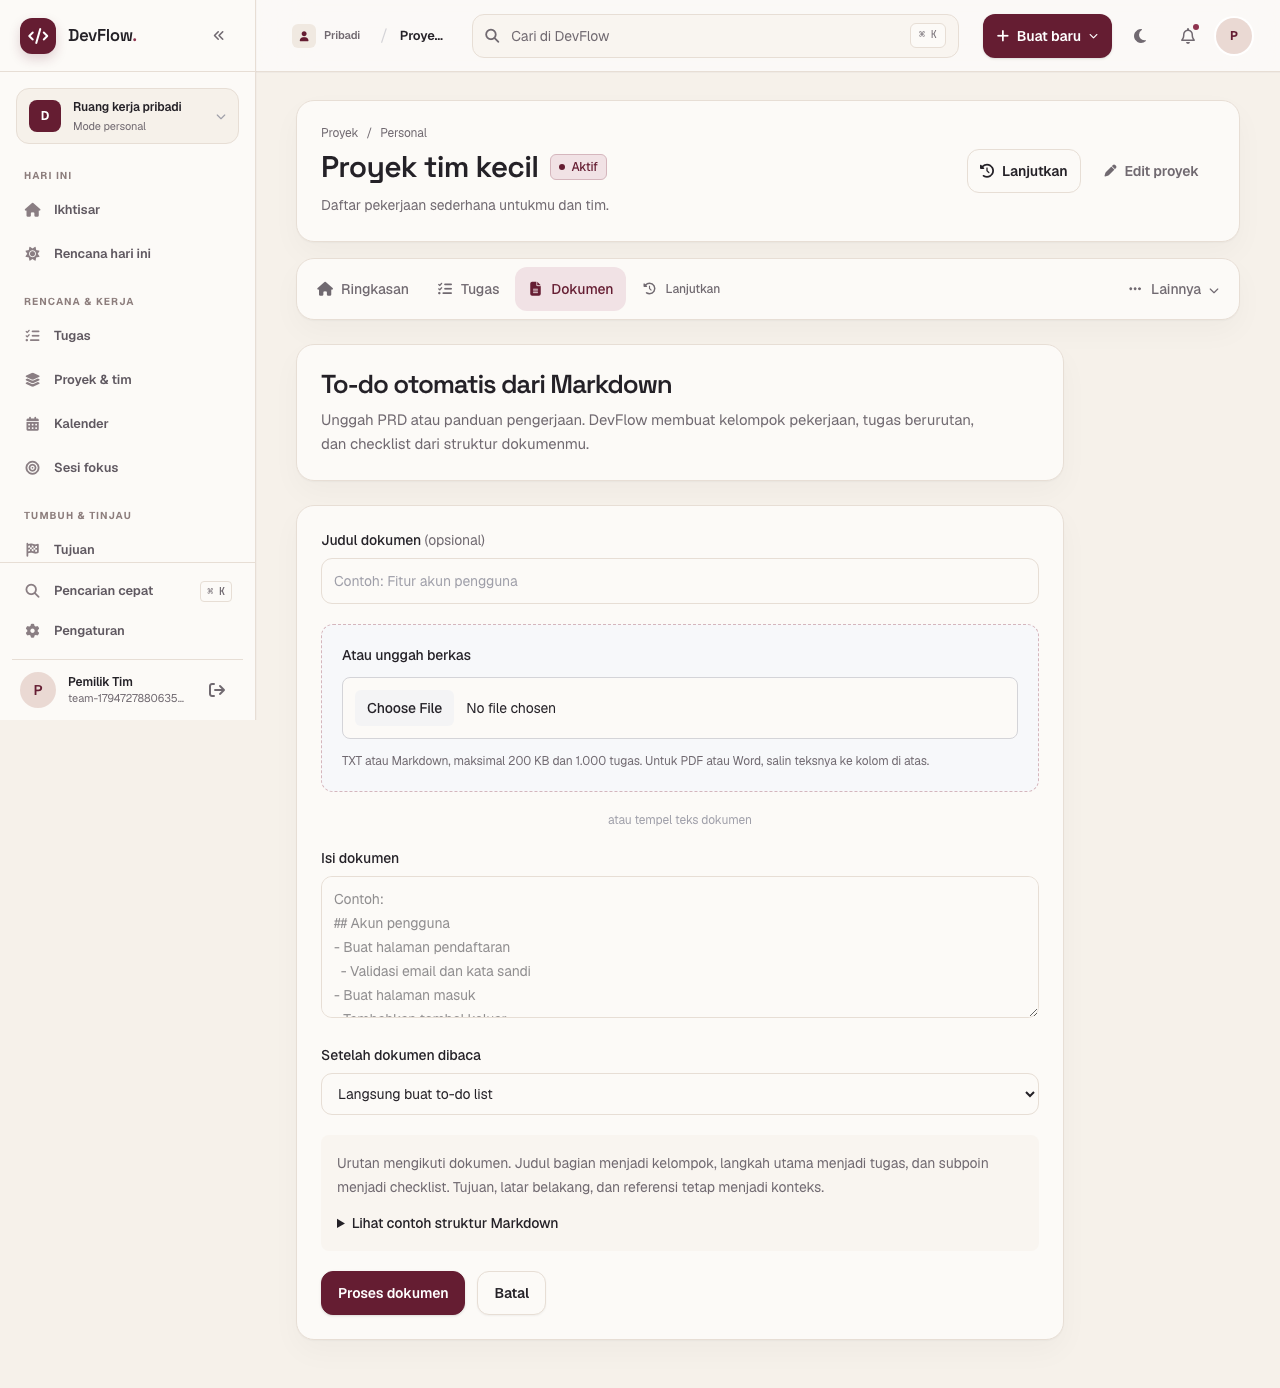 DevFlow.
Ruang kerja pribadi
Mode personal
D
HARI INI
Ikhtisar
Rencana hari ini
RENCANA & KERJA
Tugas
Proyek & tim
Kalender
Sesi fokus
TUMBUH & TINJAU
Tujuan
Pencarian cepat ⌘ K
Pengaturan
P
Pemilik Tim
team-1794727880635...
Pribadi / Proye...
Cari di DevFlow ⌘ K
Buat baru
P
Proyek / Personal
Proyek tim kecil Aktif
Daftar pekerjaan sederhana untukmu dan tim.
Lanjutkan Edit proyek
Ringkasan Tugas Dokumen Lanjutkan Lainnya
To-do otomatis dari Markdown
Unggah PRD atau panduan pengerjaan. DevFlow membuat kelompok pekerjaan, tugas berurutan,
dan checklist dari struktur dokumenmu.
Judul dokumen (opsional)
Contoh: Fitur akun pengguna
Atau unggah berkas
Choose File No file chosen
TXT atau Markdown, maksimal 200 KB dan 1.000 tugas. Untuk PDF atau Word, salin teksnya ke kolom di atas.
atau tempel teks dokumen
Isi dokumen
Contoh:
## Akun pengguna
- Buat halaman pendaftaran
- Validasi email dan kata sandi
- Buat halaman masuk
Setelah dokumen dibaca
Langsung buat to-do list
Urutan mengikuti dokumen. Judul bagian menjadi kelompok, langkah utama menjadi tugas, dan subpoin
menjadi checklist. Tujuan, latar belakang, dan referensi tetap menjadi konteks.
Lihat contoh struktur Markdown
Proses dokumen Batal